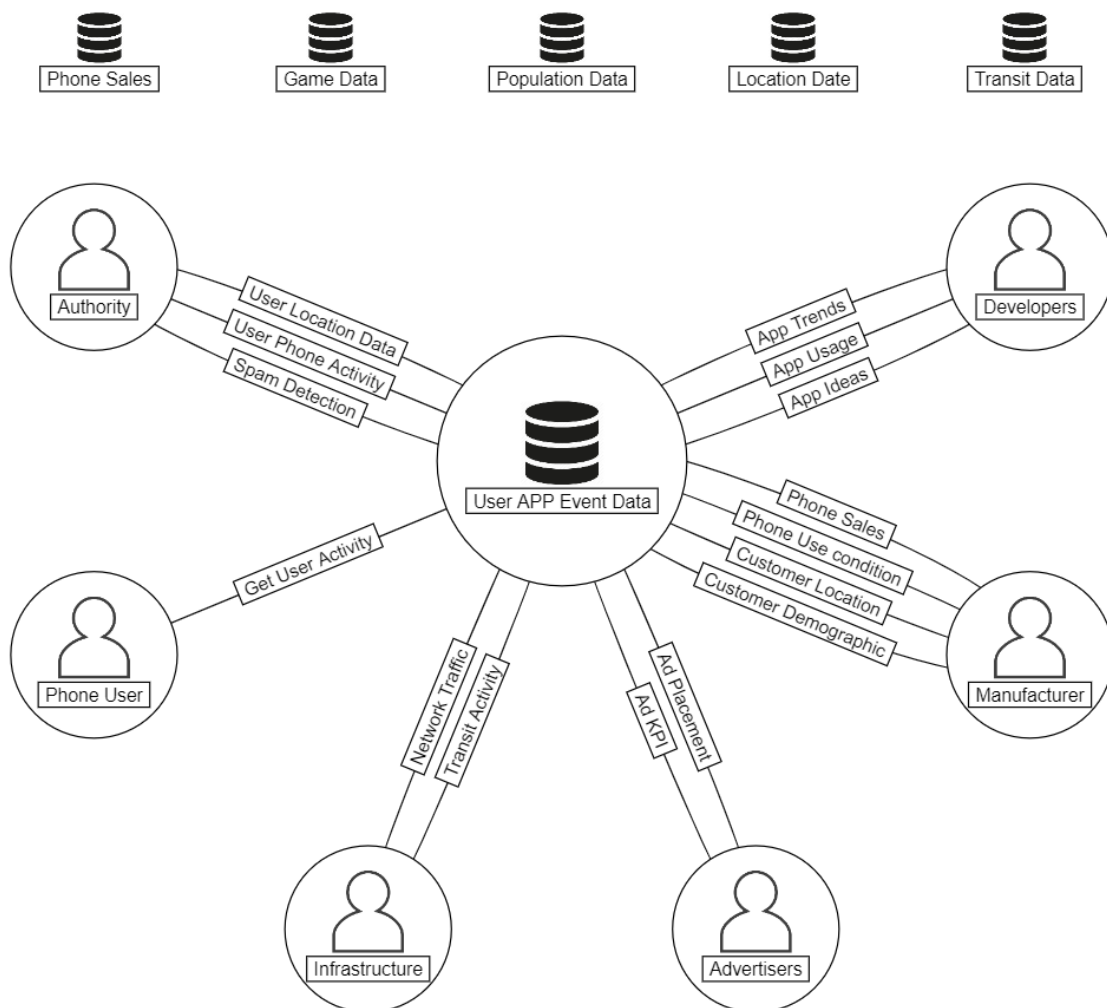 Phone Sales
Game Data
Population Data
Location Date
Transit Data
Authority
Developers
User Location Data
User Phone Activity
Spam Detection
App Trends
App Usage
App Ideas
User APP Event Data
Phone Sales
Phone Use condition
Customer Location
Customer Demographic
Get User Activity
Phone User
Manufacturer
Network Traffic
Transit Activity
Ad KPI
Ad Placement
Infrastructure
Advertisers